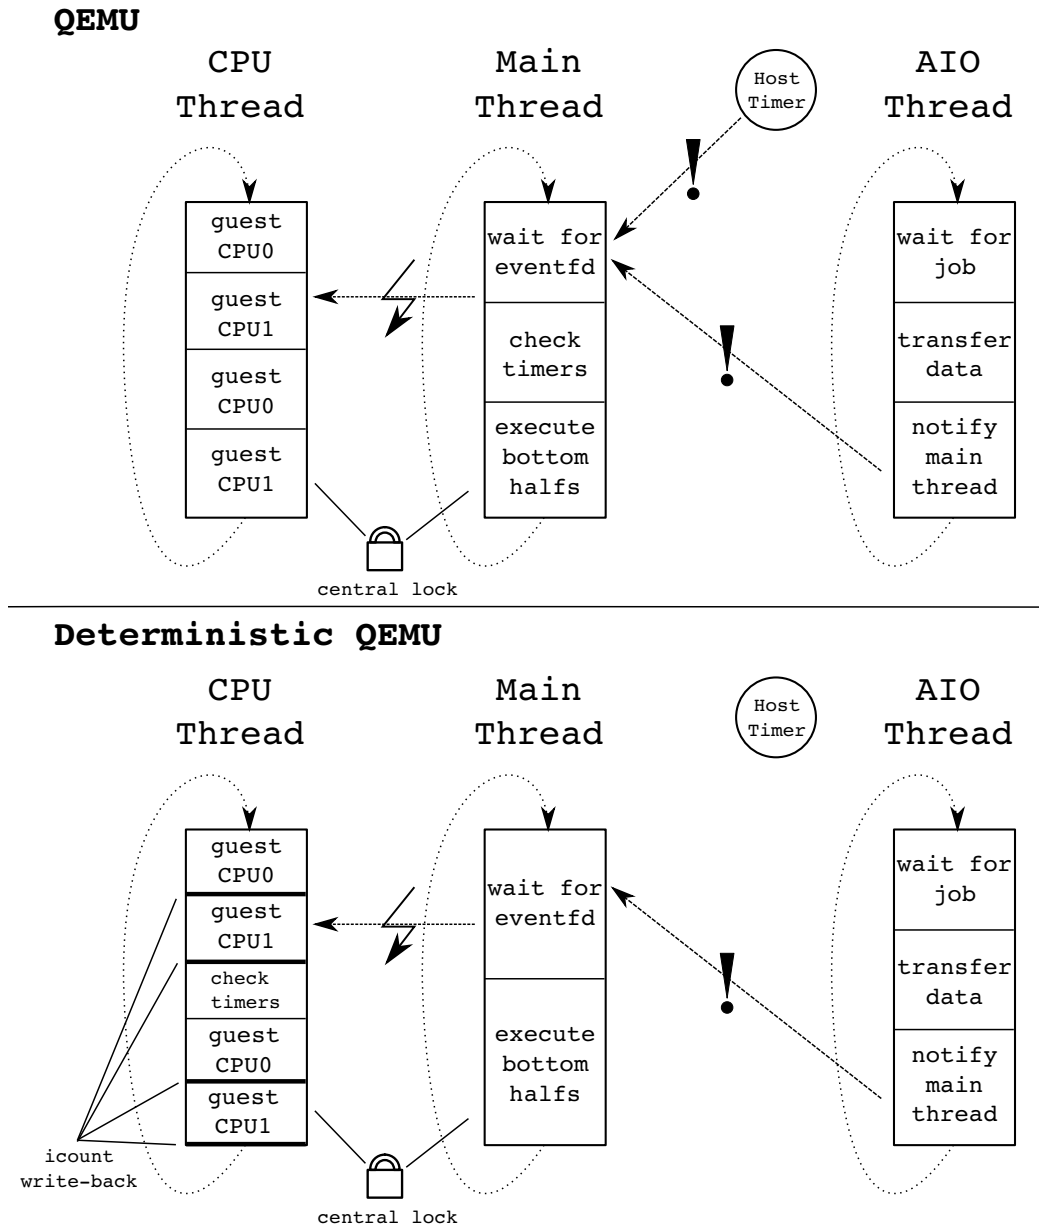 QEMU
CPU
Thread
Main
Thread
Host
Timer
AIO
Thread
guest
CPU0
guest
CPU1
guest
CPU0
guest
CPU1
wait for
eventfd
check
timers
execute
bottom
halfs
wait for
job
transfer
data
notify
main
thread
central lock
Deterministic QEMU
CPU
Thread
Main
Thread
Host
Timer
AIO
Thread
guest
CPU0
guest
CPU1
check
timers
guest
CPU0
guest
CPU1
wait for
eventfd
execute
bottom
halfs
wait for
job
transfer
data
notify
main
thread
icount
write-back
central lock